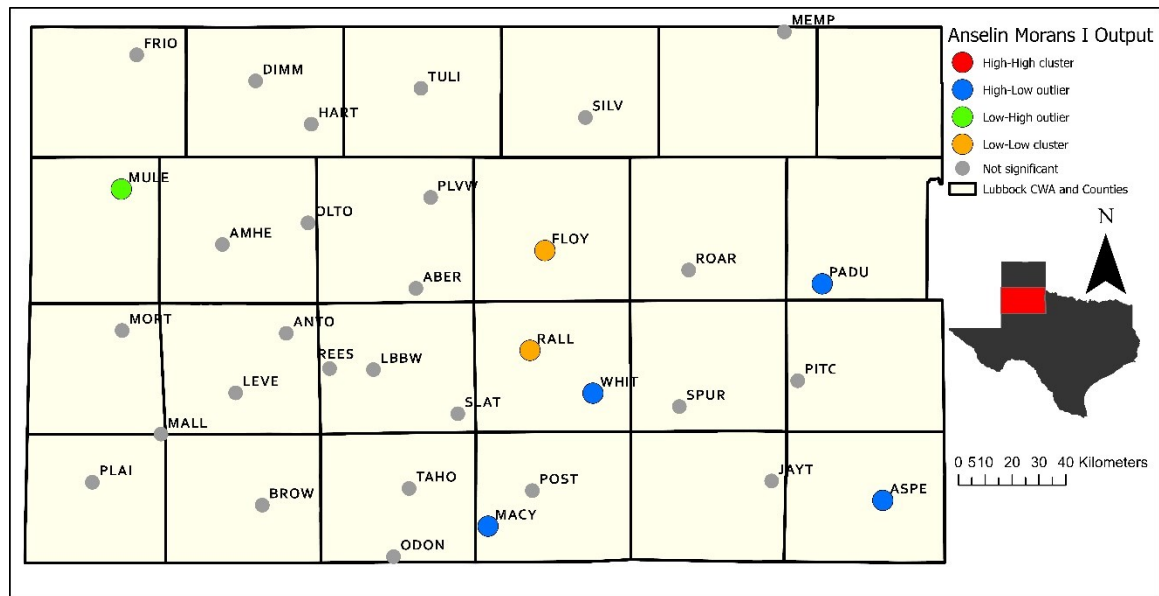 MEMP
FRIO
DIMM
TULI
HART
SILV
MULE
PLVW
OLTO
AMHE
FLOY
ROAR
PADU
ABER
MORT
ANTO
RALL
REES
LBBW
PITC
LEVE
WHIT
SLAT
SPUR
MALL
PLAI
TAHO
POST
JAYT
ASPE
BROW
MACY
ODON
Anselin Morans I Output
High-High cluster
High-Low outlier
Low-High outlier
Low-Low cluster
Not significant
Lubbock CWA and Counties
N
0 5 10 20 30 40 Kilometers